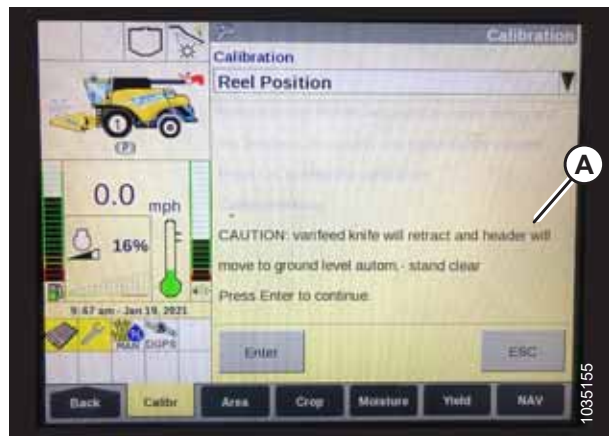 Calibration
Calibration
Reel Position
1
(P)
0.0 mph
16%
CAUTION: varifeed knife will retract and header will
move to ground level autom.- stand clear
Press Enter to continue.
9:47 am - Jan 19, 2021
MAN DGPS
Enter
ESC
Back
Calibr
Area
Crop
Moisture
Yield
NAV
A
1035155